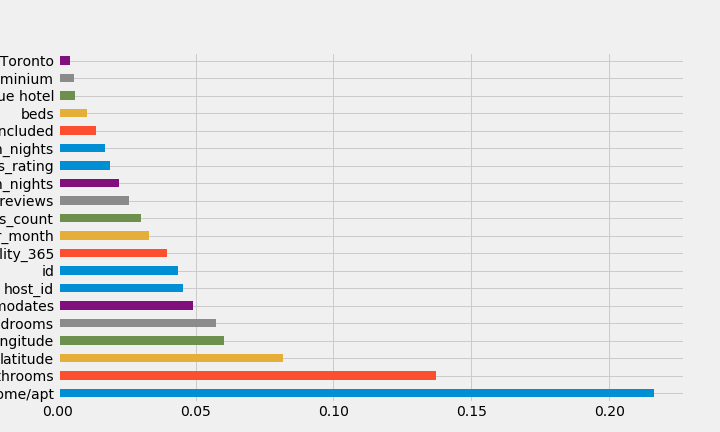 Toronto
minium
ue hotel
beds
ncluded
_nights
s_rating
_nights
reviews
s_count
_month
lity_365
id
host_id
modates
drooms
ngitude
latitude
throoms
ome/apt
0.00 0.05 0.10 0.15 0.20